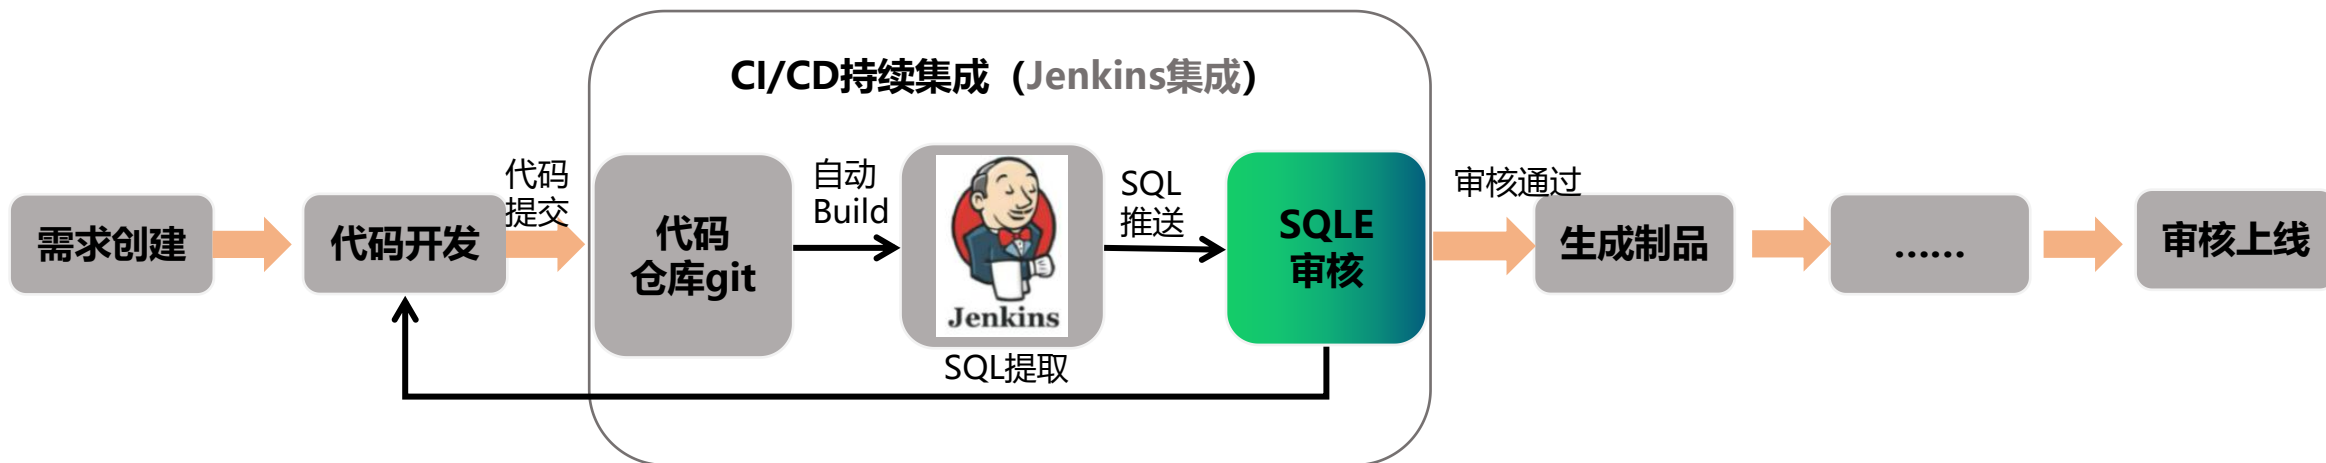 CI/CD持续集成（Jenkins集成）
需求创建
代码开发
代码
提交
代码
仓库git
自动
Build
Jenkins
SQL提取
SQL
推送
SQLE
审核
审核通过
生成制品
......
审核上线